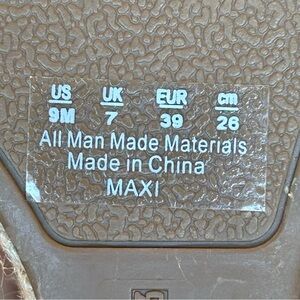 US UK EUR cm
9M 7 39 26
All Man Made Materials
Made in China
MAXI